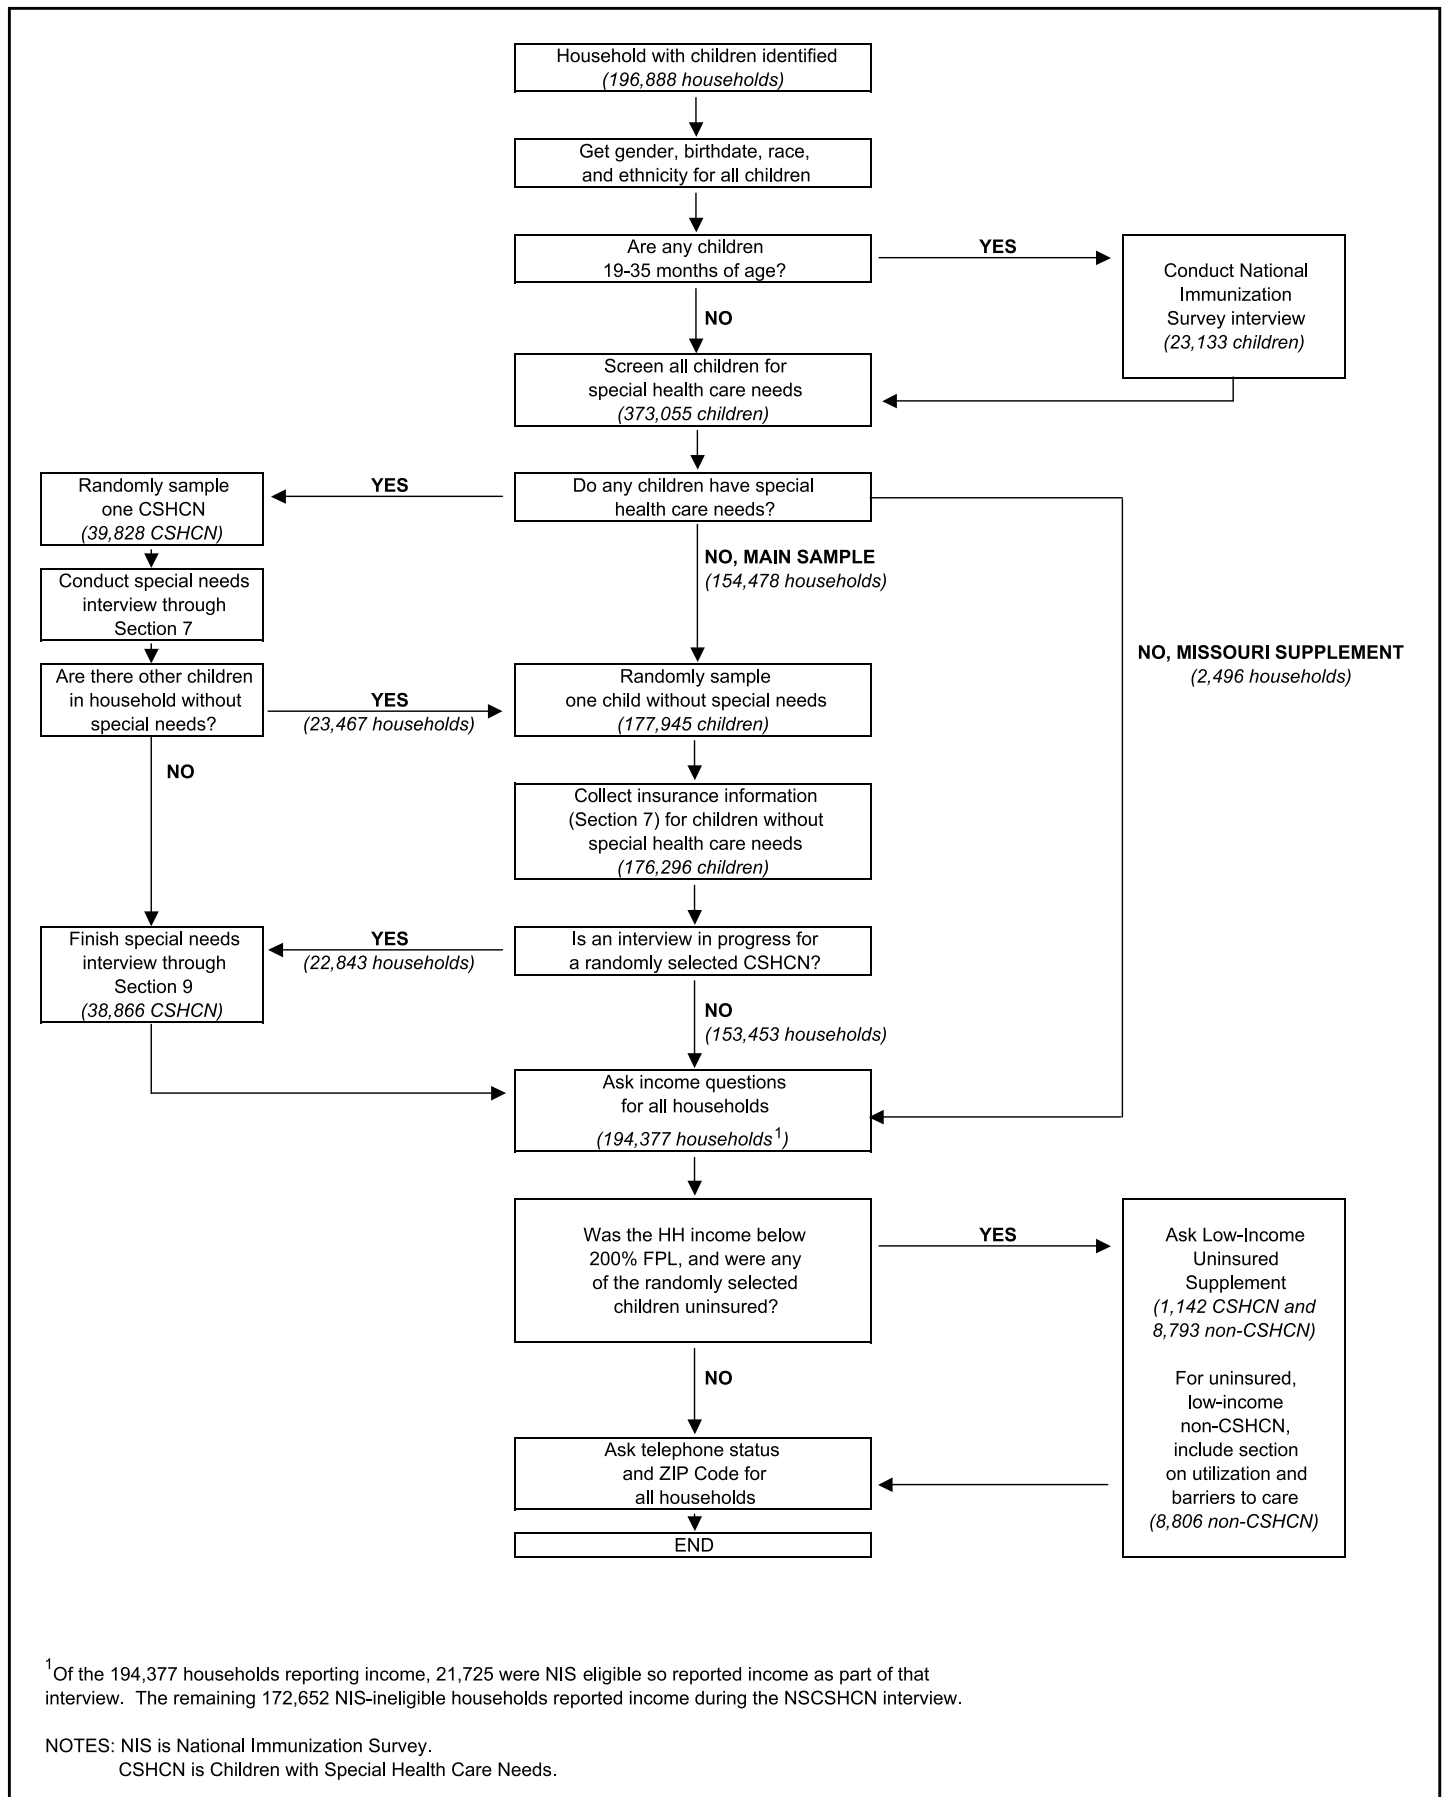 Household with children identified
(196,888 households)
Get gender, birthdate, race,
and ethnicity for all children
Are any children
19-35 months of age?
YES
Conduct National
Immunization
Survey interview
(23,133 children)
NO
Screen all children for
special health care needs
(373,055 children)
Do any children have special
health care needs?
YES
Randomly sample
one CSHCN
(39,828 CSHCN)
Conduct special needs
interview through
Section 7
NO, MAIN SAMPLE
(154,478 households)
NO, MISSOURI SUPPLEMENT
(2,496 households)
Are there other children
in household without
special needs?
YES
(23,467 households)
Randomly sample
one child without special needs
(177,945 children)
NO
Collect insurance information
(Section 7) for children without
special health care needs
(176,296 children)
Is an interview in progress for
a randomly selected CSHCN?
YES
(22,843 households)
Finish special needs
interview through
Section 9
(38,866 CSHCN)
NO
(153,453 households)
Ask income questions
for all households
(194,377 households1)
Was the HH income below
200% FPL, and were any
of the randomly selected
children uninsured?
YES
Ask Low-Income
Uninsured
Supplement
(1,142 CSHCN and
8,793 non-CSHCN)
For uninsured,
low-income
non-CSHCN,
include section
on utilization and
barriers to care
(8,806 non-CSHCN)
NO
Ask telephone status
and ZIP Code for
all households
END
1Of the 194,377 households reporting income, 21,725 were NIS eligible so reported income as part of that
interview. The remaining 172,652 NIS-ineligible households reported income during the NSCSHCN interview.
NOTES: NIS is National Immunization Survey.
CSHCN is Children with Special Health Care Needs.